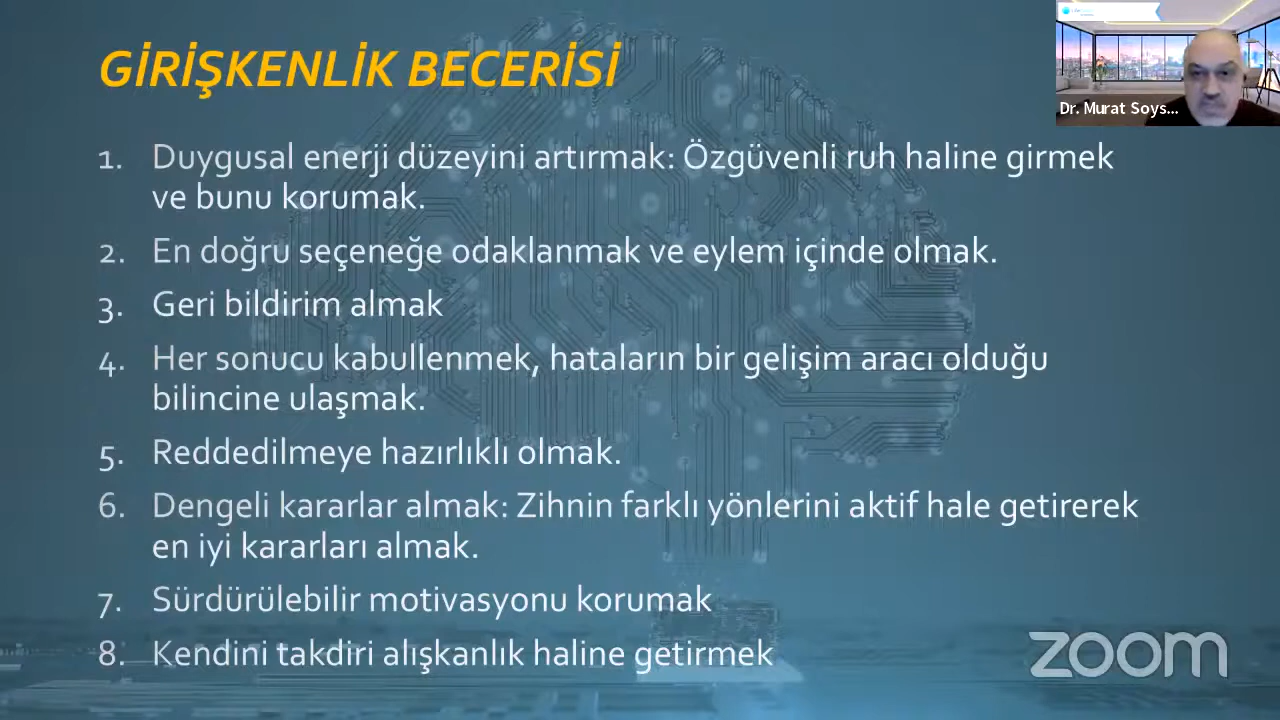 GİRİŞKENLİK BECERİSİ
Dr. Murat Soys...
1. Duygusal enerji düzeyini artırmak: Özgüvenli ruh haline girmek
ve bunu korumak.
2. En doğru seçeneğe odaklanmak ve eylem içinde olmak.
3. Geri bildirim almak
4. Her sonucu kabullenmek, hataların bir gelişim aracı olduğu
bilincine ulaşmak.
5. Reddedilmeye hazırlıklı olmak.
6. Dengeli kararlar almak: Zihnin farklı yönlerini aktif hale getirerek
en iyi kararları almak.
7. Sürdürülebilir motivasyonu korumak
8. Kendini takdiri alışkanlık haline getirmek
zoom